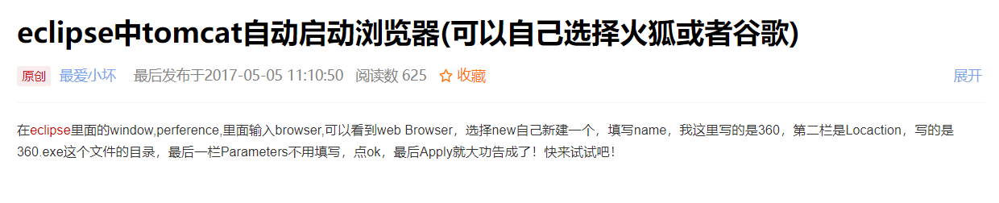 eclipse中tomcat自动启动浏览器(可以自己选择火狐或者谷歌)
原创 最爱小坏 最后发布于2017-05-05 11:10:50 阅读数 625 收藏 展开
在eclipse里面的window,perference,里面输入browser,可以看到web Browser，选择new自己新建一个，填写name，我这里写的是360，第二栏是Locaction，写的是
360.exe这个文件的目录，最后一栏Parameters不用填写，点ok，最后Apply就大功告成了！快来试试吧！